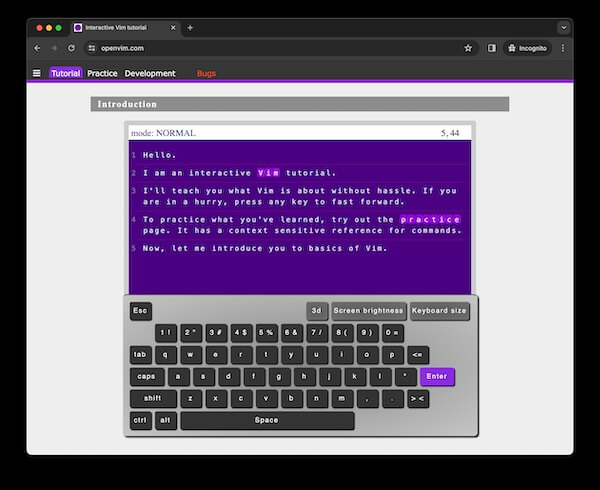 Interactive Vim tutorial
openvim.com
Incognito
Tutorial Practice Development Bugs
Introduction
mode: NORMAL 5, 44
1 Hello.
2 I am an interactive Vim tutorial.
3 I'll teach you what Vim is about without hassle. If you
are in a hurry, press any key to fast forward.
4 To practice what you've learned, try out the practice
page. It has a context sensitive reference for commands.
5 Now, let me introduce you to basics of Vim.
Esc 3d Screen brightness Keyboard size
1 ! 2 " 3 # 4 $ 5 % 6 & 7 / 8 ( 9 ) 0 =
tab q w e r t y u i o p <=
caps a s d f g h j k l * Enter
shift z x c v b n m , . > <
ctrl alt Space